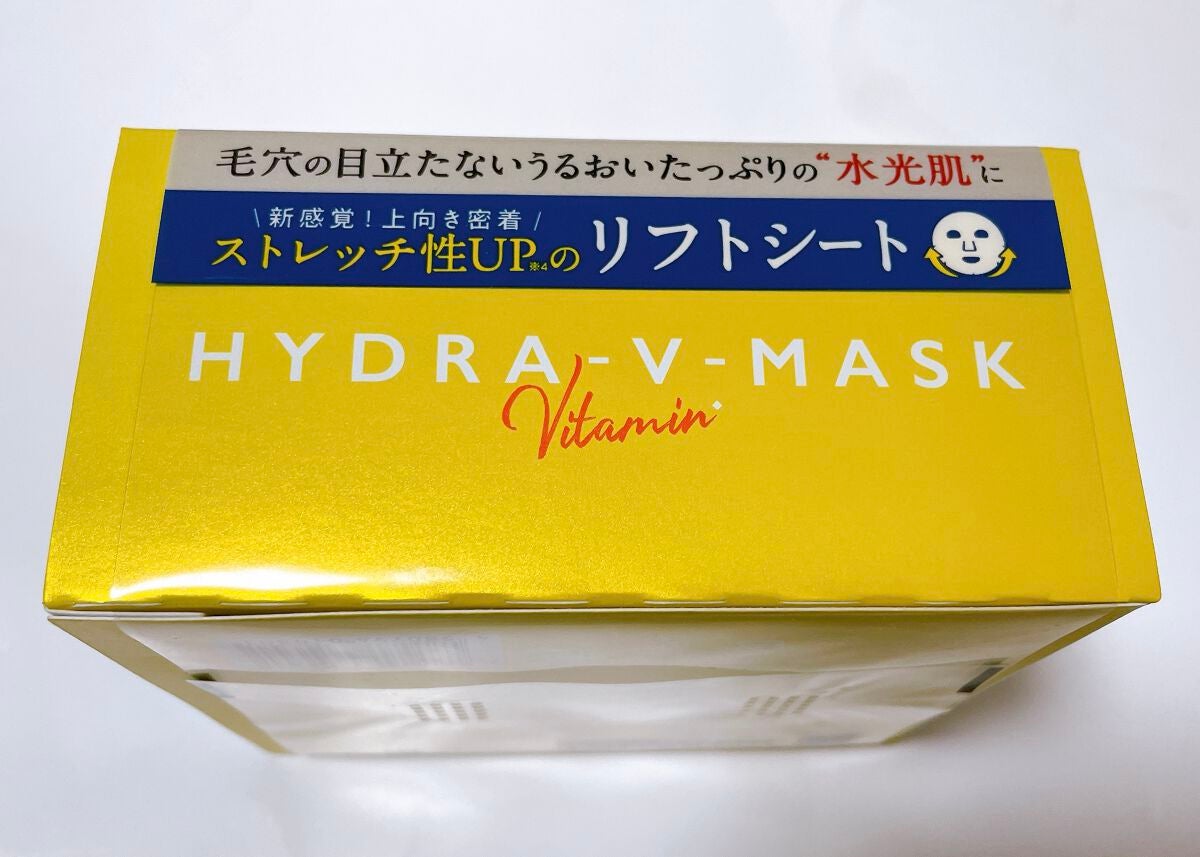 毛穴の目立たないうるおいたっぷりの“水光肌”に
\ 新感覚！上向き密着 /
ストレッチ性UP※4のリフトシート
HYDRA-V-MASK
Vitamin